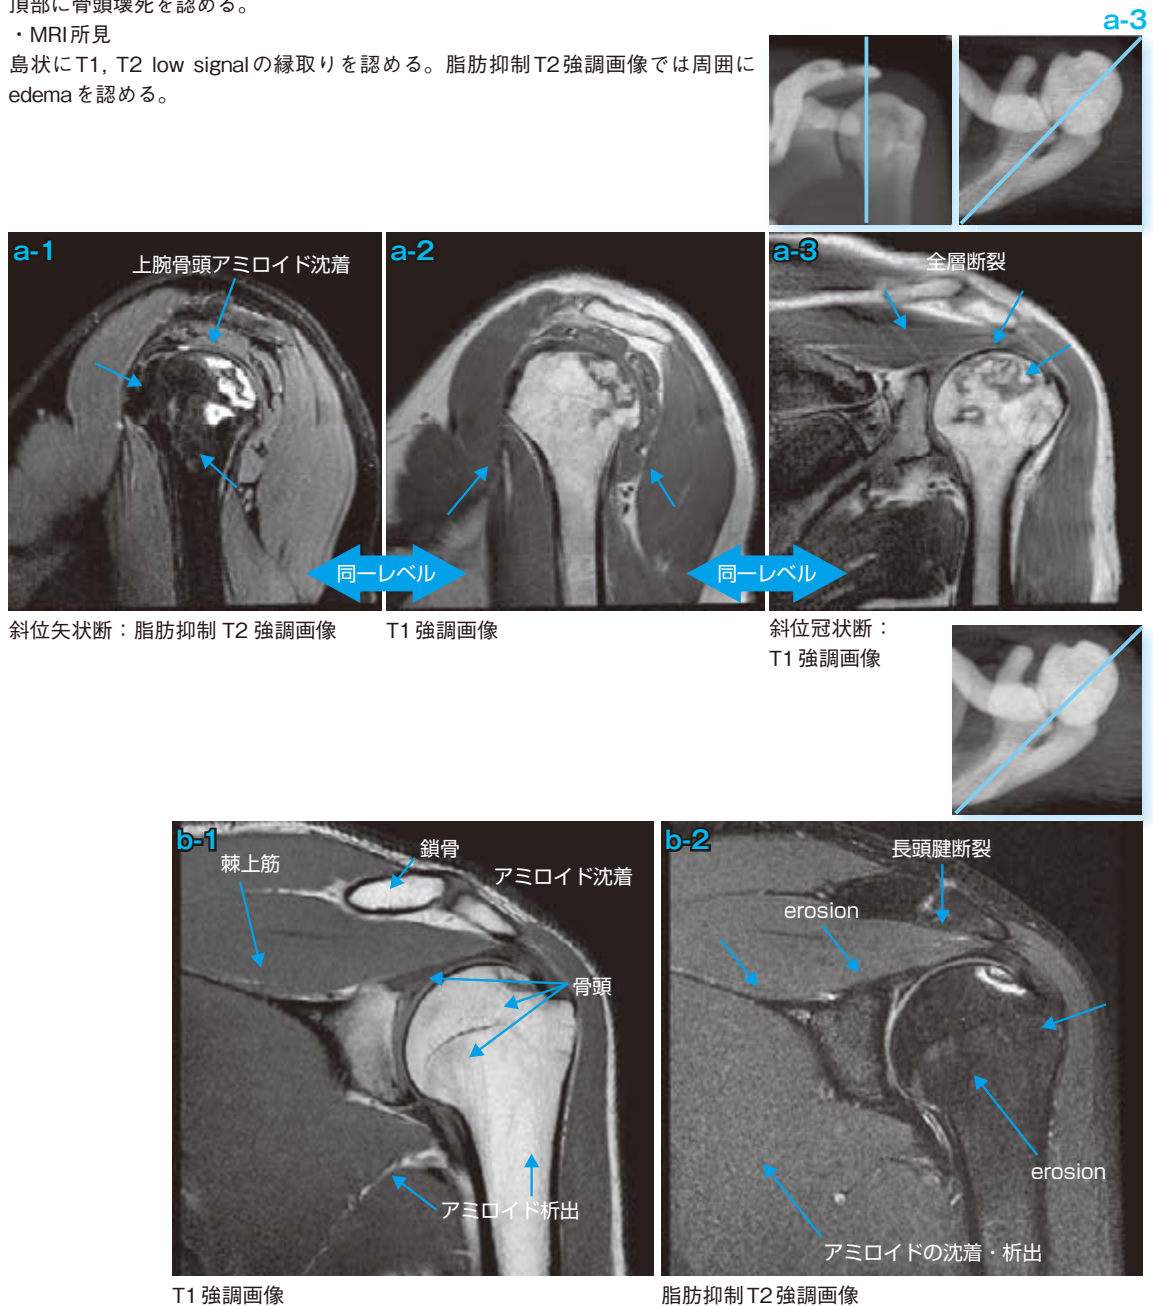 頂部に骨頭壊死を認める。
・MRI所見
島状にT1, T2 low signalの縁取りを認める。脂肪抑制T2強調画像では周囲に
edemaを認める。
a-3
a-1
上腕骨頭アミロイド沈着
a-2
a-3
全層断裂
同一レベル
同一レベル
斜位矢状断：脂肪抑制 T2 強調画像
T1 強調画像
斜位冠状断：
T1 強調画像
b-1
棘上筋
鎖骨
アミロイド沈着
骨頭
アミロイド析出
b-2
長頭腱断裂
erosion
erosion
アミロイドの沈着・析出
T1 強調画像
脂肪抑制T2強調画像